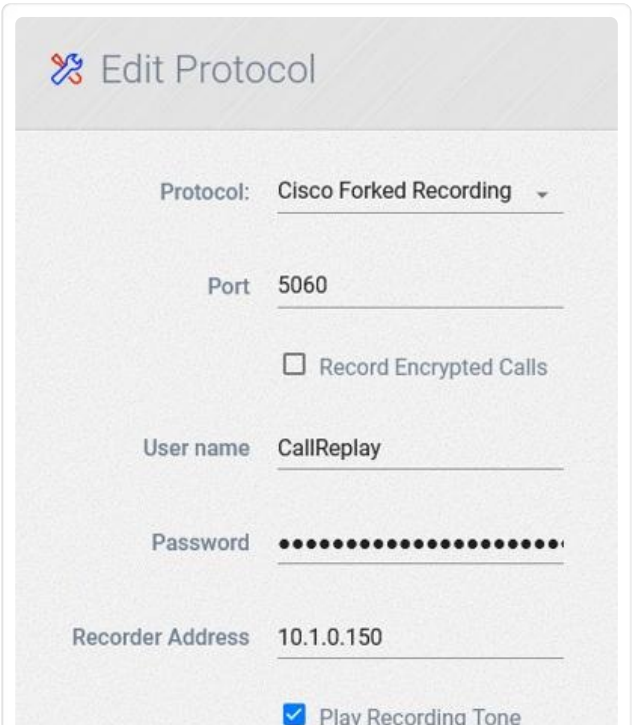 Edit Protocol
Protocol: Cisco Forked Recording
Port 5060
Record Encrypted Calls
User name CallReplay
Password ••••••••••••••••••••••
Recorder Address 10.1.0.150
Play Recording Tone